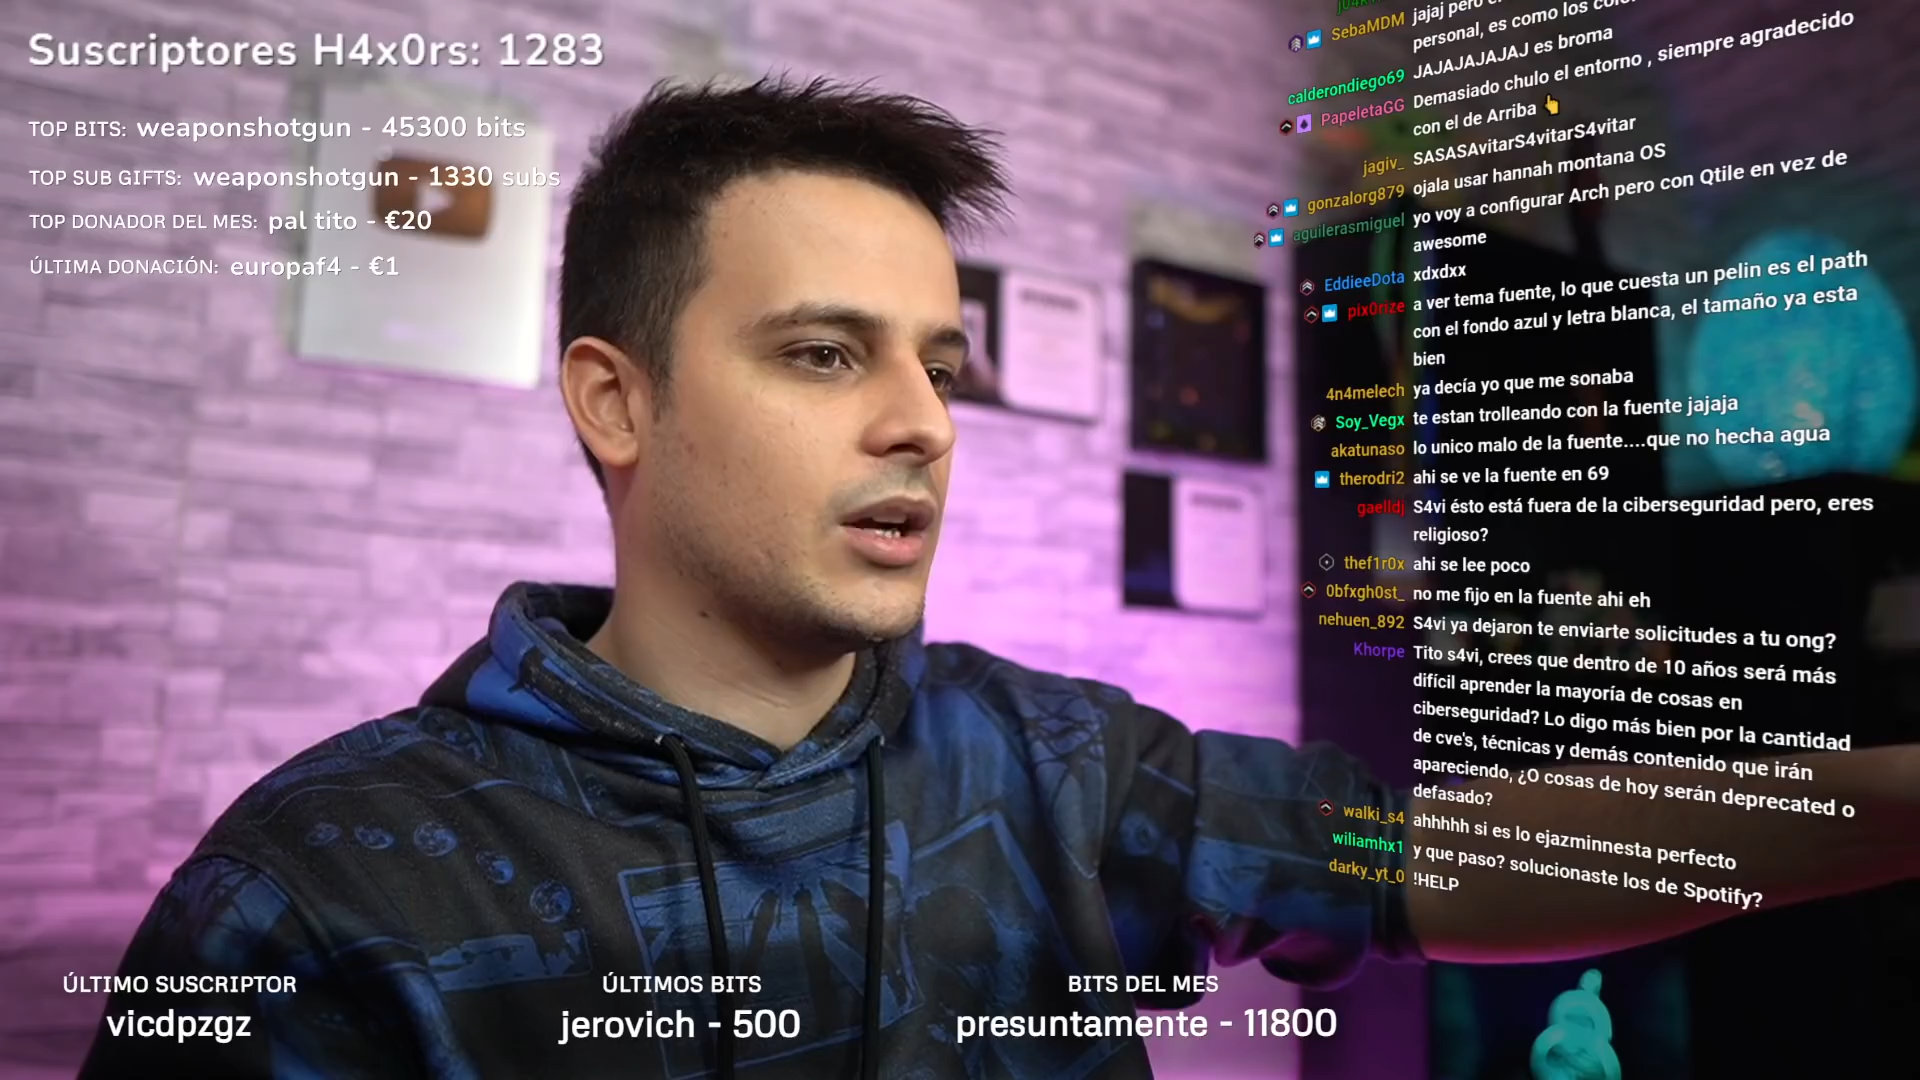 Suscriptores H4x0rs: 1283
TOP BITS: weaponshotgun - 45300 bits
TOP SUB GIFTS: weaponshotgun - 1330 subs
TOP DONADOR DEL MES: pal tito - €20
ÚLTIMA DONACIÓN: europaf4 - €1
SebaMDM jajaj pero
personal, es como los
calderondiego69 JAJAJAJAJAJ es broma
PapeletaGG Demasiado chulo el entorno , siempre agradecido
con el de Arriba 👆
jagiv_ SASASAvitarS4vitarS4vitar
gonzalorg879 ojala usar hannah montana OS
aguilerasmiguel yo voy a configurar Arch pero con Qtile en vez de
awesome
EddieeDota xdxdxx
pix0rize a ver tema fuente, lo que cuesta un pelin es el path
con el fondo azul y letra blanca, el tamaño ya esta
bien
4n4melech ya decía yo que me sonaba
Soy_Vegx te estan trolleando con la fuente jajaja
akatunaso lo unico malo de la fuente....que no hecha agua
therodri2 ahi se ve la fuente en 69
gaelldj S4vi ésto está fuera de la ciberseguridad pero, eres
religioso?
thef1r0x ahi se lee poco
0bfxgh0st_ no me fijo en la fuente ahi eh
nehuen_892 S4vi ya dejaron te enviarte solicitudes a tu ong?
Khorpe Tito s4vi, crees que dentro de 10 años será más
difícil aprender la mayoría de cosas en
ciberseguridad? Lo digo más bien por la cantidad
de cve's, técnicas y demás contenido que irán
apareciendo, ¿O cosas de hoy serán deprecated o
defasado?
walki_s4 ahhhhh si es lo ejazminnesta perfecto
wiliamhx1 y que paso? solucionaste los de Spotify?
darky_yt_0 !HELP
ÚLTIMO SUSCRIPTOR
vicdpzgz
ÚLTIMOS BITS
jerovich - 500
BITS DEL MES
presuntamente - 11800